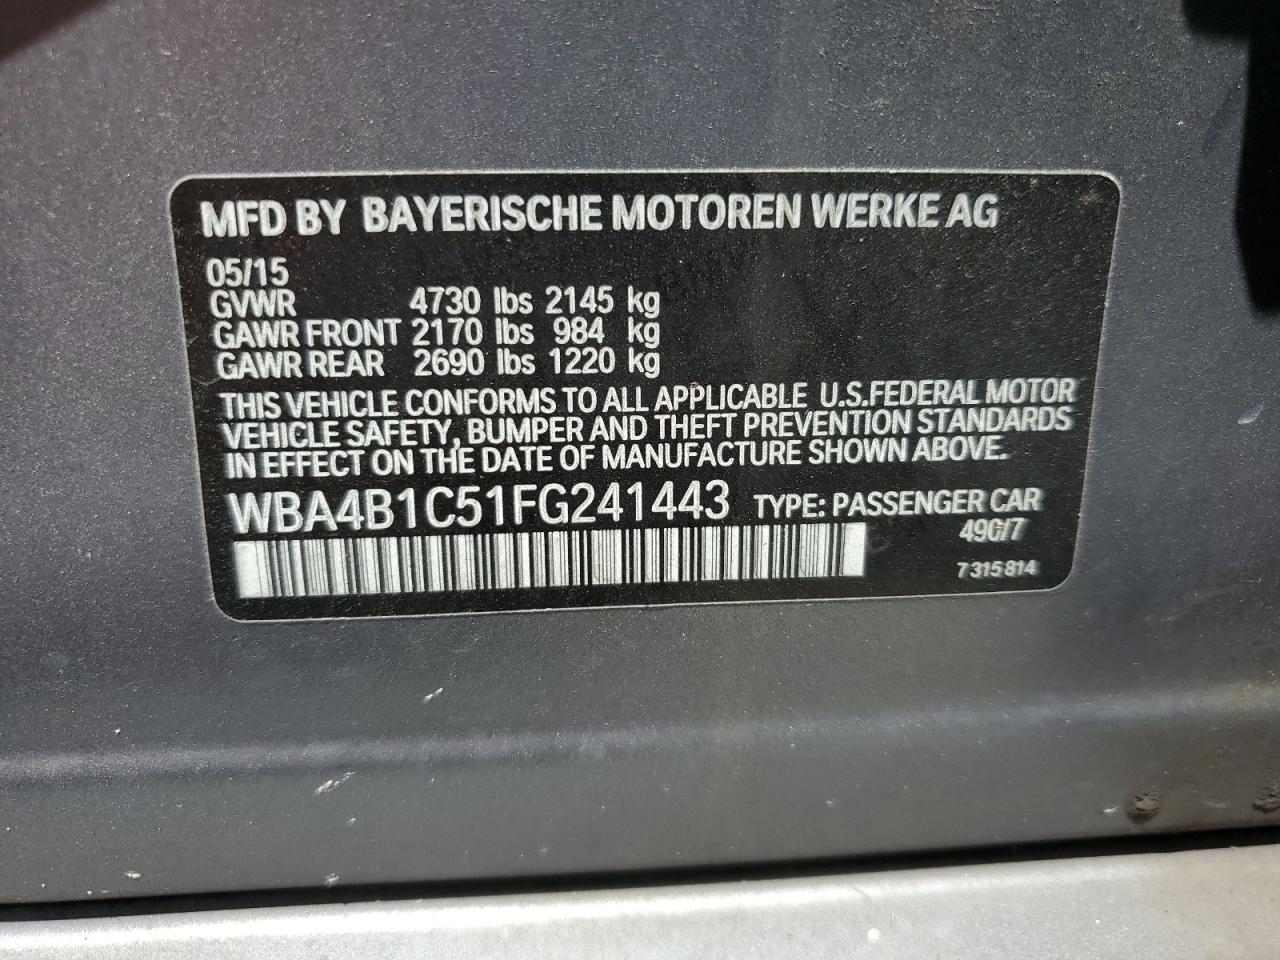 MFD BY BAYERISCHE MOTOREN WERKE AG
05/15
GVWR 4730 lbs 2145 kg
GAWR FRONT 2170 lbs 984 kg
GAWR REAR 2690 lbs 1220 kg
THIS VEHICLE CONFORMS TO ALL APPLICABLE U.S.FEDERAL MOTOR
VEHICLE SAFETY, BUMPER AND THEFT PREVENTION STANDARDS
IN EFFECT ON THE DATE OF MANUFACTURE SHOWN ABOVE.
WBA4B1C51FG241443 TYPE: PASSENGER CAR
7 315 814